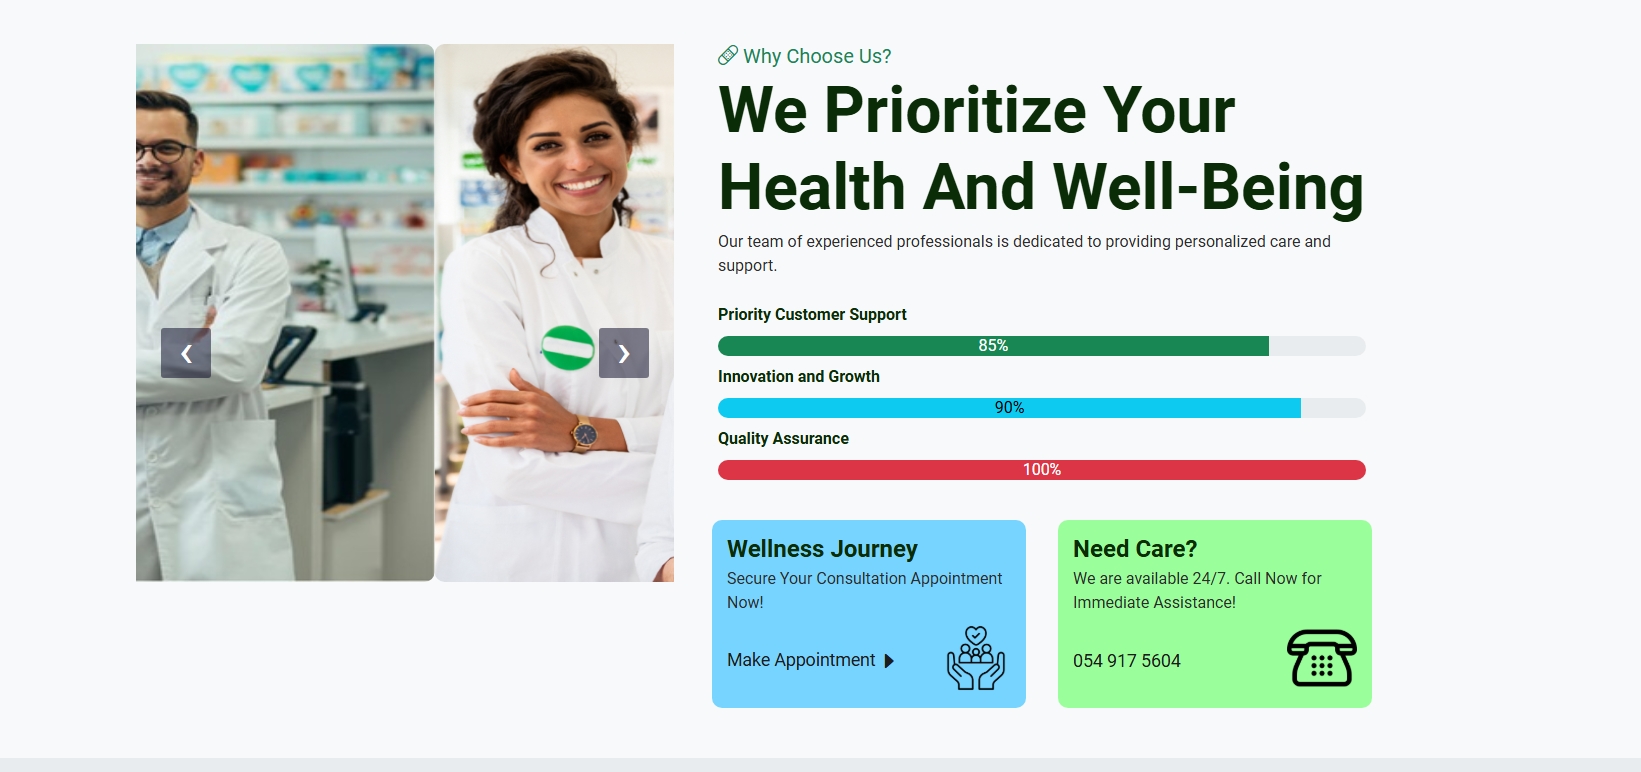 Why Choose Us?
We Prioritize Your
Health And Well-Being
Our team of experienced professionals is dedicated to providing personalized care and
support.
Priority Customer Support
85%
Innovation and Growth
90%
Quality Assurance
100%
Wellness Journey
Secure Your Consultation Appointment
Now!
Make Appointment
Need Care?
We are available 24/7. Call Now for
Immediate Assistance!
054 917 5604